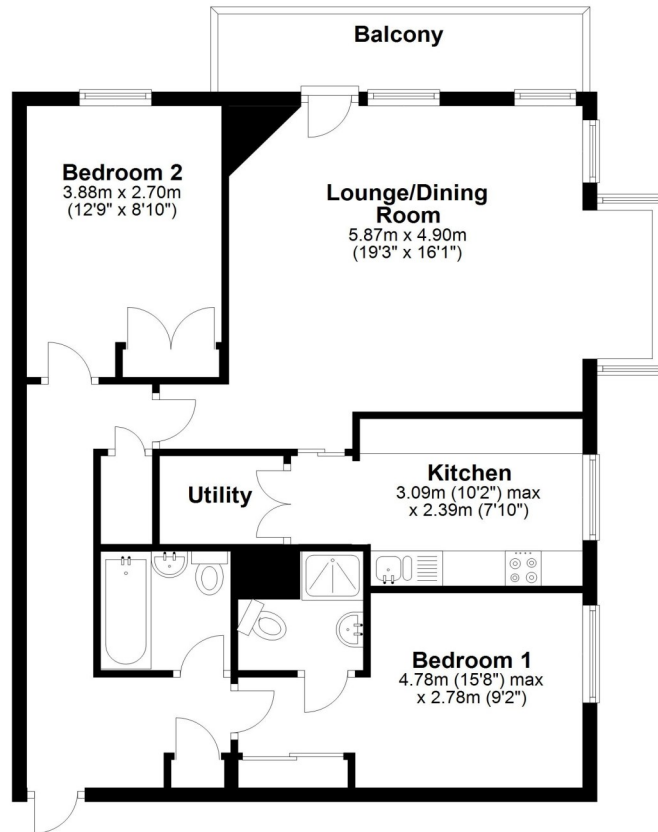 Balcony
Bedroom 2
3.88m x 2.70m
(12'9" x 8'10")
Lounge/Dining
Room
5.87m x 4.90m
(19'3" x 16'1")
Utility
Kitchen
3.09m (10'2") max
x 2.39m (7'10")
Bedroom 1
4.78m (15'8") max
x 2.78m (9'2")